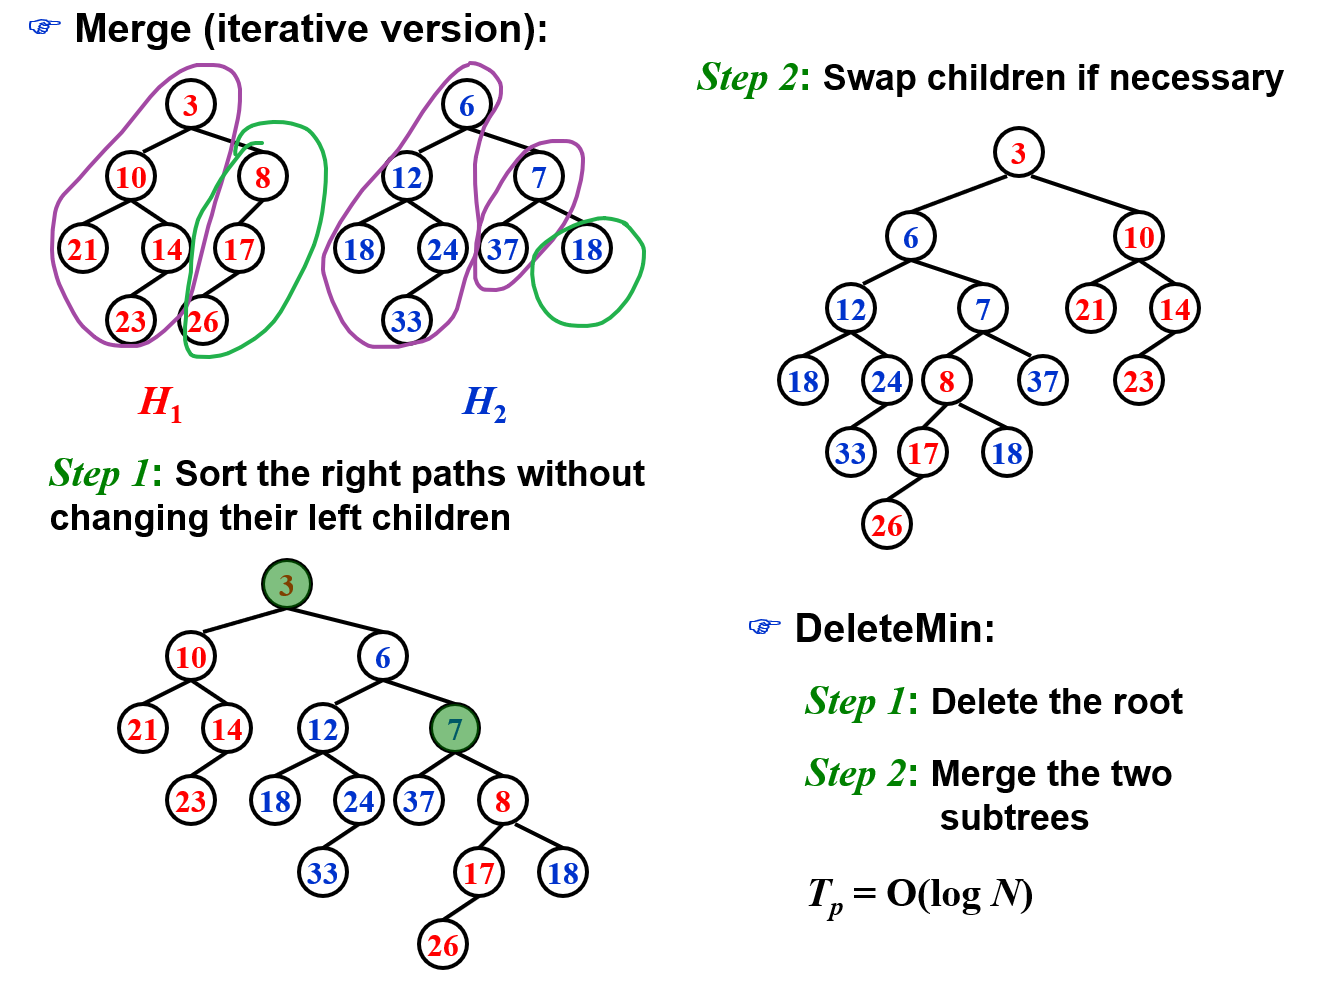 ☞ Merge (iterative version):
3
10 8
21 14 17
23 26
H1
6
12 7
18 24 37 18
33
H2
Step 1: Sort the right paths without
changing their left children
3
10 6
21 14 12 7
23 18 24 37 8
33 17 18
26
Step 2: Swap children if necessary
3
6 10
12 7 21 14
18 24 8 37 23
33 17 18
26
☞ DeleteMin:
Step 1: Delete the root
Step 2: Merge the two
subtrees
Tp = O(log N)